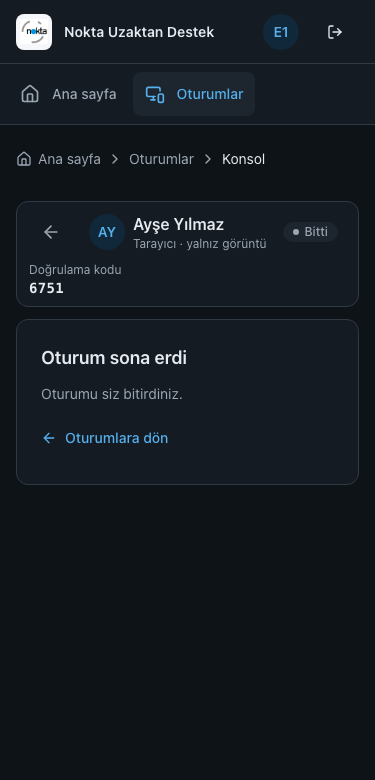 nokta
Nokta Uzaktan Destek
E1
Ana sayfa
Oturumlar
Ana sayfa
Oturumlar
Konsol
AY
Ayşe Yılmaz
Tarayıcı · yalnız görüntü
Bitti
Doğrulama kodu
6751
Oturum sona erdi
Oturumu siz bitirdiniz.
Oturumlara dön